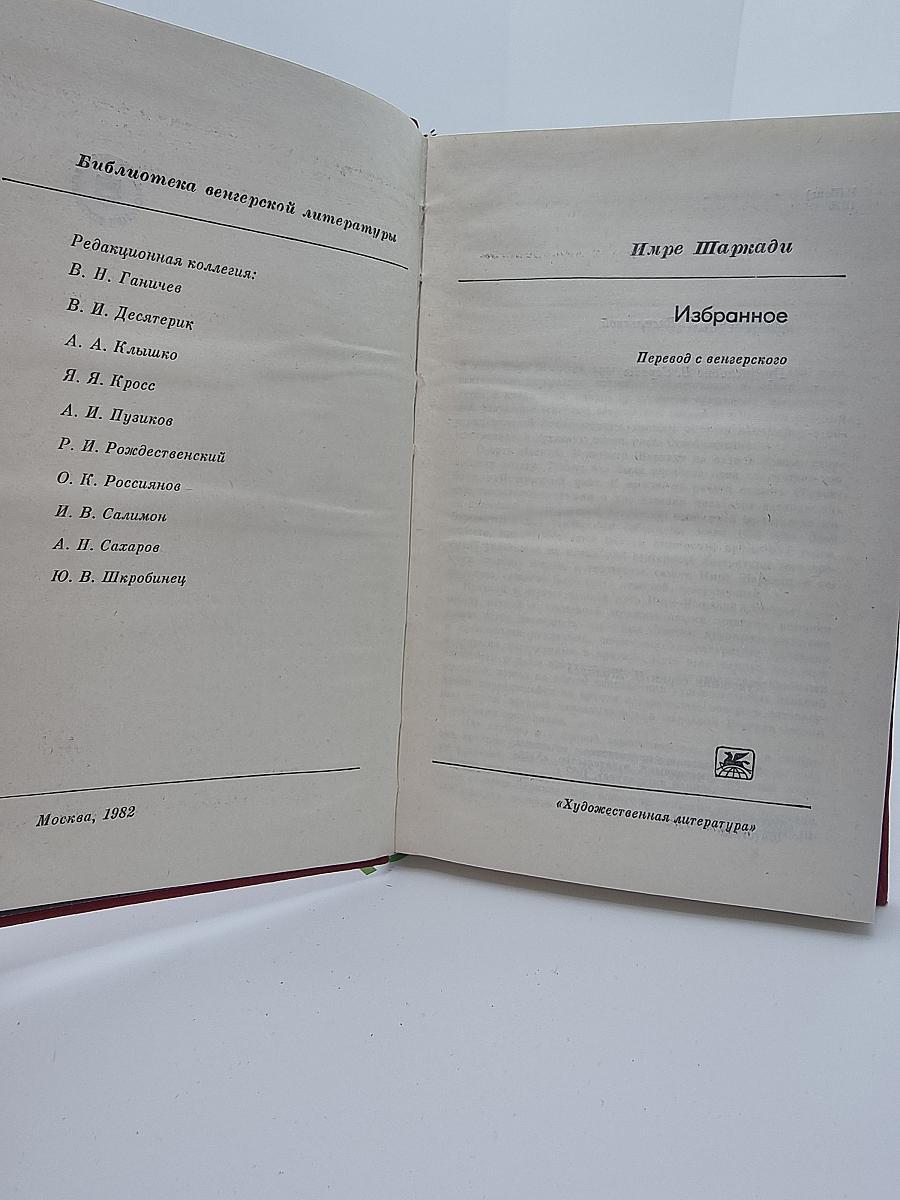 Библиотека венгерской литературы
Редакционная коллегия:
В. Н. Ганичев
В. И. Десятерик
А. А. Клышко
Я. Я. Кросс
А. И. Пузиков
Р. И. Рождественский
О. К. Россиянов
И. В. Салимон
А. Н. Сахаров
Ю. В. Шкробинец
Москва, 1982
Имре Шаркади
Избранное
Перевод с венгерского
«Художественная литература»